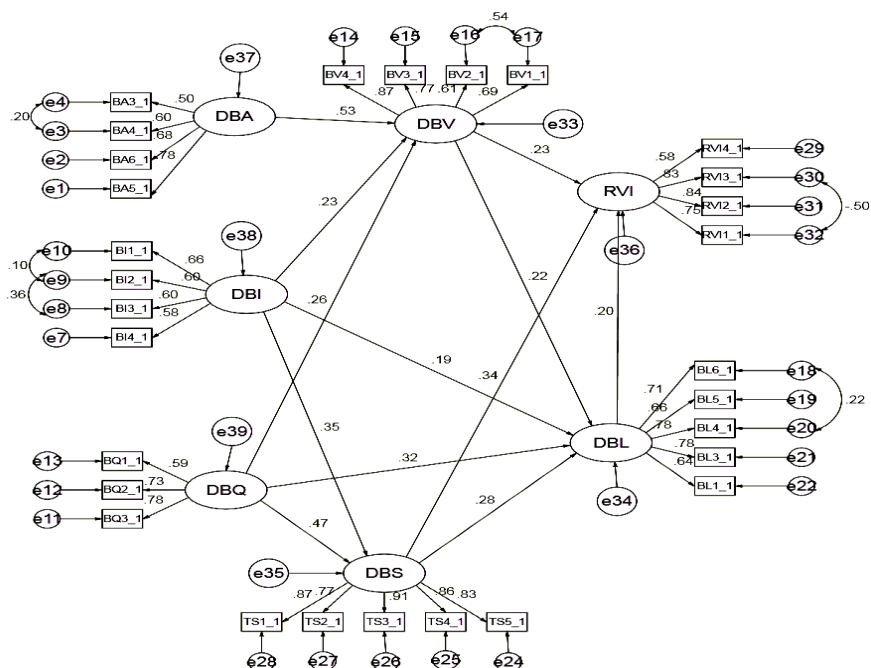 .54
e14 e15 e16 e17
BV4_1 BV3_1 BV2_1 BV1_1
.87 .77 .61 .69
e37
e4 BA3_1 .50
.20 e3 BA4_1 .60
e2 BA6_1 .68
e1 BA5_1 .78
DBA .53 DBV e33
.23
RVI
.58 RVI4_1 e29
.83 RVI3_1 e30
.84 RVI2_1 e31
.75 RVI1_1 e32
-.50
e36
.23
e38
e10 BI1_1 .66
.10 e9 BI2_1 .60
.36 e8 BI3_1 .60
e7 BI4_1 .58
DBI
.26 .22
.20
.19
.34
.35
e39
e13 BQ1_1 .59
e12 BQ2_1 .73
e11 BQ3_1 .78
DBQ .32 DBL
.47 .28
e34
.71 BL6_1 e18
.66 BL5_1 e19
.78 BL4_1 e20
.78 BL3_1 e21
.64 BL1_1 e22
.22
e35 DBS
.87 .77 .91 .86 .83
TS1_1 TS2_1 TS3_1 TS4_1 TS5_1
e28 e27 e26 e25 e24